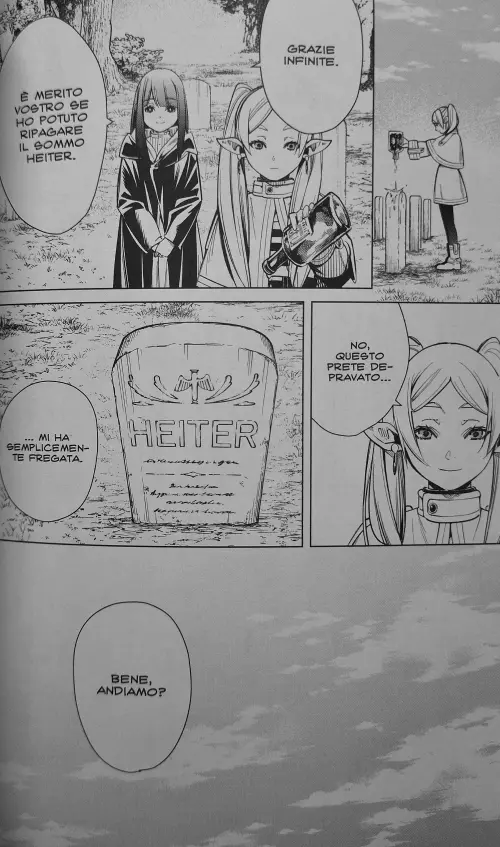 GRAZIE
INFINITE.
È MERITO
VOSTRO SE
HO POTUTO
RIPAGARE
IL SOMMO
HEITER.
NO,
QUESTO
PRETE DE-
PRAVATO...
HEITER
... MI HA
SEMPLICEMEN-
TE FREGATA.
BENE,
ANDIAMO?